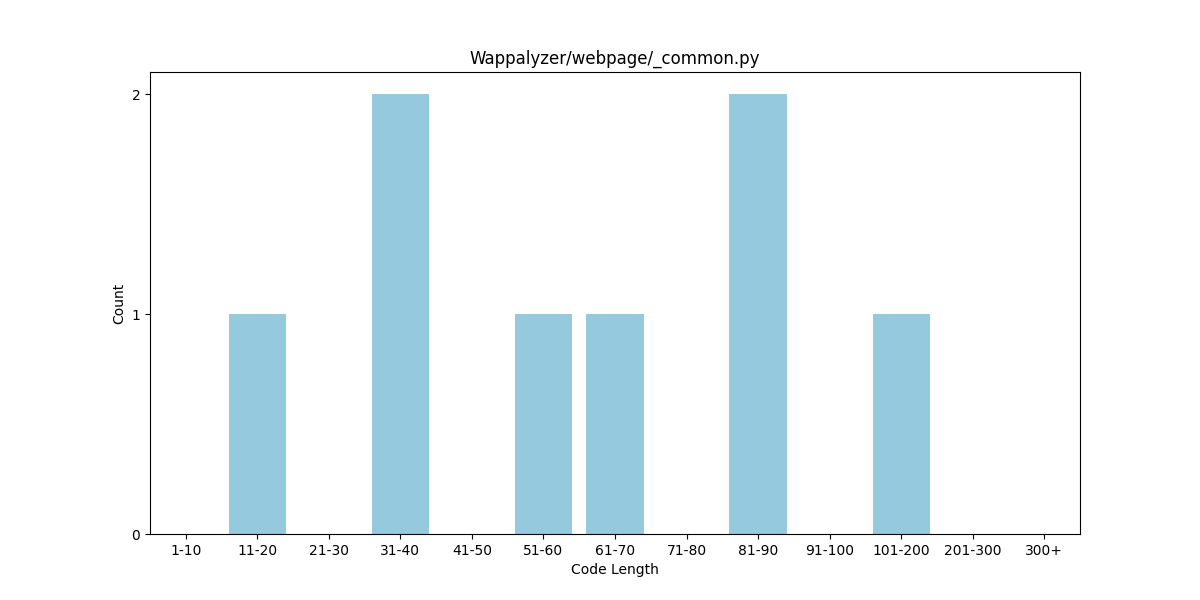 Wappalyzer/webpage/_common.py
Count
2
1
0
1-10 11-20 21-30 31-40 41-50 51-60 61-70 71-80 81-90 91-100 101-200 201-300 300+
Code Length